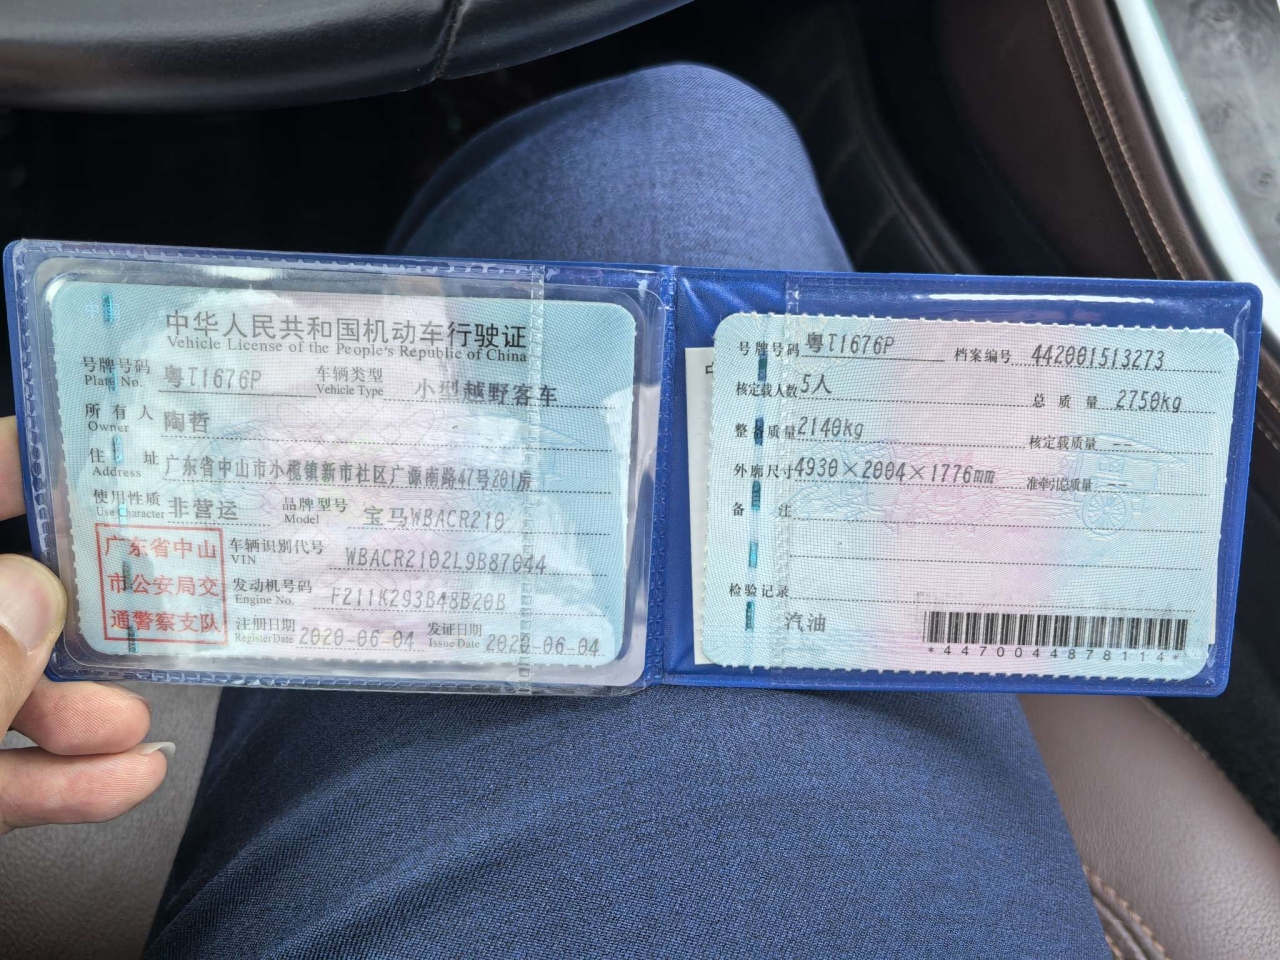 中华人民共和国机动车行驶证
Vehicle License of the People's Republic of China
号牌号码 Plate No. 粤T1676P 车辆类型 Vehicle Type 小型越野客车
所有人 Owner 陶哲
住址 Address 广东省中山市小榄镇新市社区广源南路47号201房
使用性质 Use Character 非营运 品牌型号 Model 宝马WBACR210
广东省中山
市公安局交
通警察支队
车辆识别代号 VIN WBACR2102L9B87044
发动机号码 Engine No. F211K293B48B20B
注册日期 Register Date 2020-06-04 发证日期 Issue Date 2020-06-04
号牌号码 粤T1676P 档案编号 442001513273
核定载人数 5人 总质量 2750kg
整备质量 2140kg 核定载质量 --
外廓尺寸 4930×2004×1776mm 准牵引总质量 --
备注
检验记录
汽油
*4470044878114*